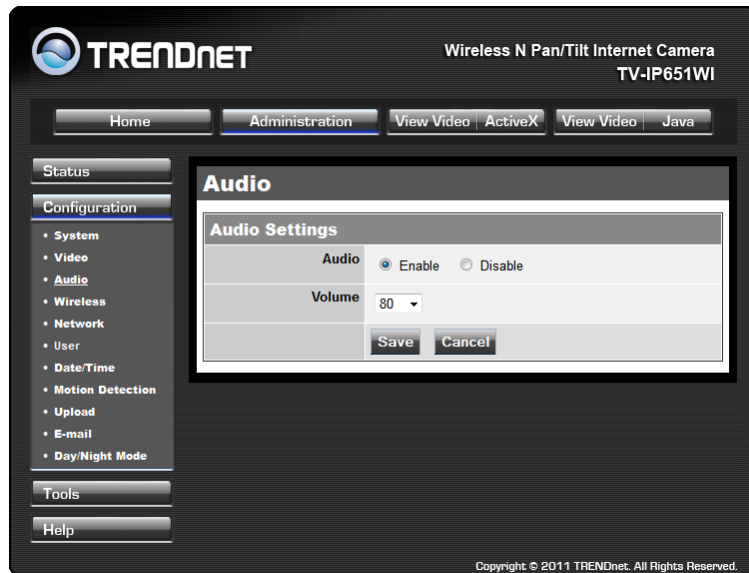 TRENDnet
Wireless N Pan/Tilt Internet Camera
TV-IP651WI
Home
Administration
View Video | ActiveX
View Video | Java
Status
Configuration
• System
• Video
• Audio
• Wireless
• Network
• User
• Date/Time
• Motion Detection
• Upload
• E-mail
• Day/Night Mode
Tools
Help
Audio
Audio Settings
Audio Enable Disable
Volume 80
Save Cancel
Copyright © 2011 TRENDnet. All Rights Reserved.